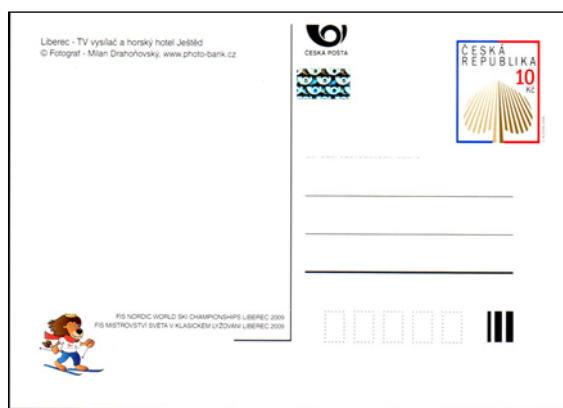 Liberec - TV vysílač a horský hotel Ještěd
© Fotograf - Milan Drahoňovský, www.photo-bank.cz
ČESKÁ POŠTA
ČESKÁ
REPUBLIKA
10
Kč
FIS NORDIC WORLD SKI CHAMPIONSHIPS LIBEREC 2009
FIS MISTROVSTVÍ SVĚTA V KLASICKÉM LYŽOVÁNÍ LIBEREC 2009